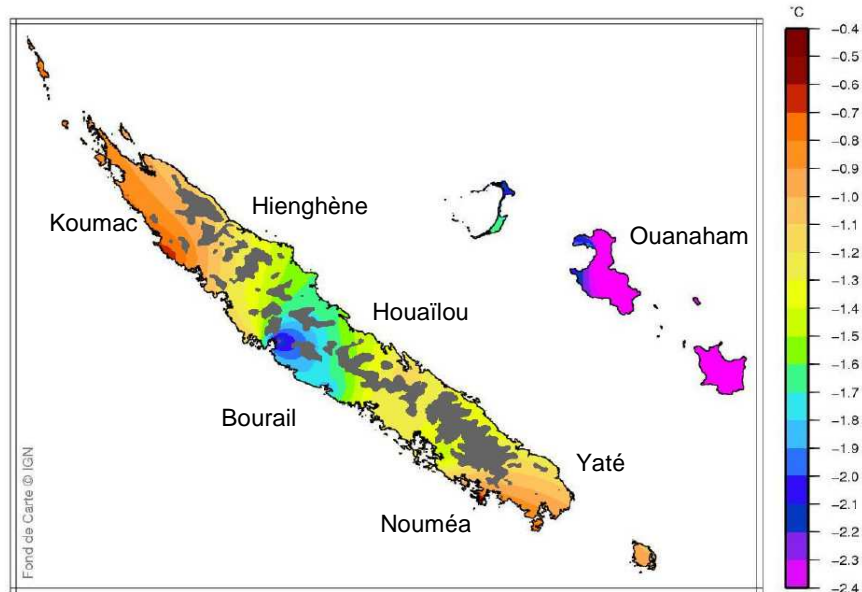 °C
−0.4
−0.5
−0.6
−0.7
−0.8
−0.9
−1.0
−1.1
−1.2
−1.3
−1.4
−1.5
−1.6
−1.7
−1.8
−1.9
−2.0
−2.1
−2.2
−2.3
−2.4
Koumac
Hienghène
Ouanaham
Houaïlou
Bourail
Yaté
Nouméa
Fond de Carte © IGN